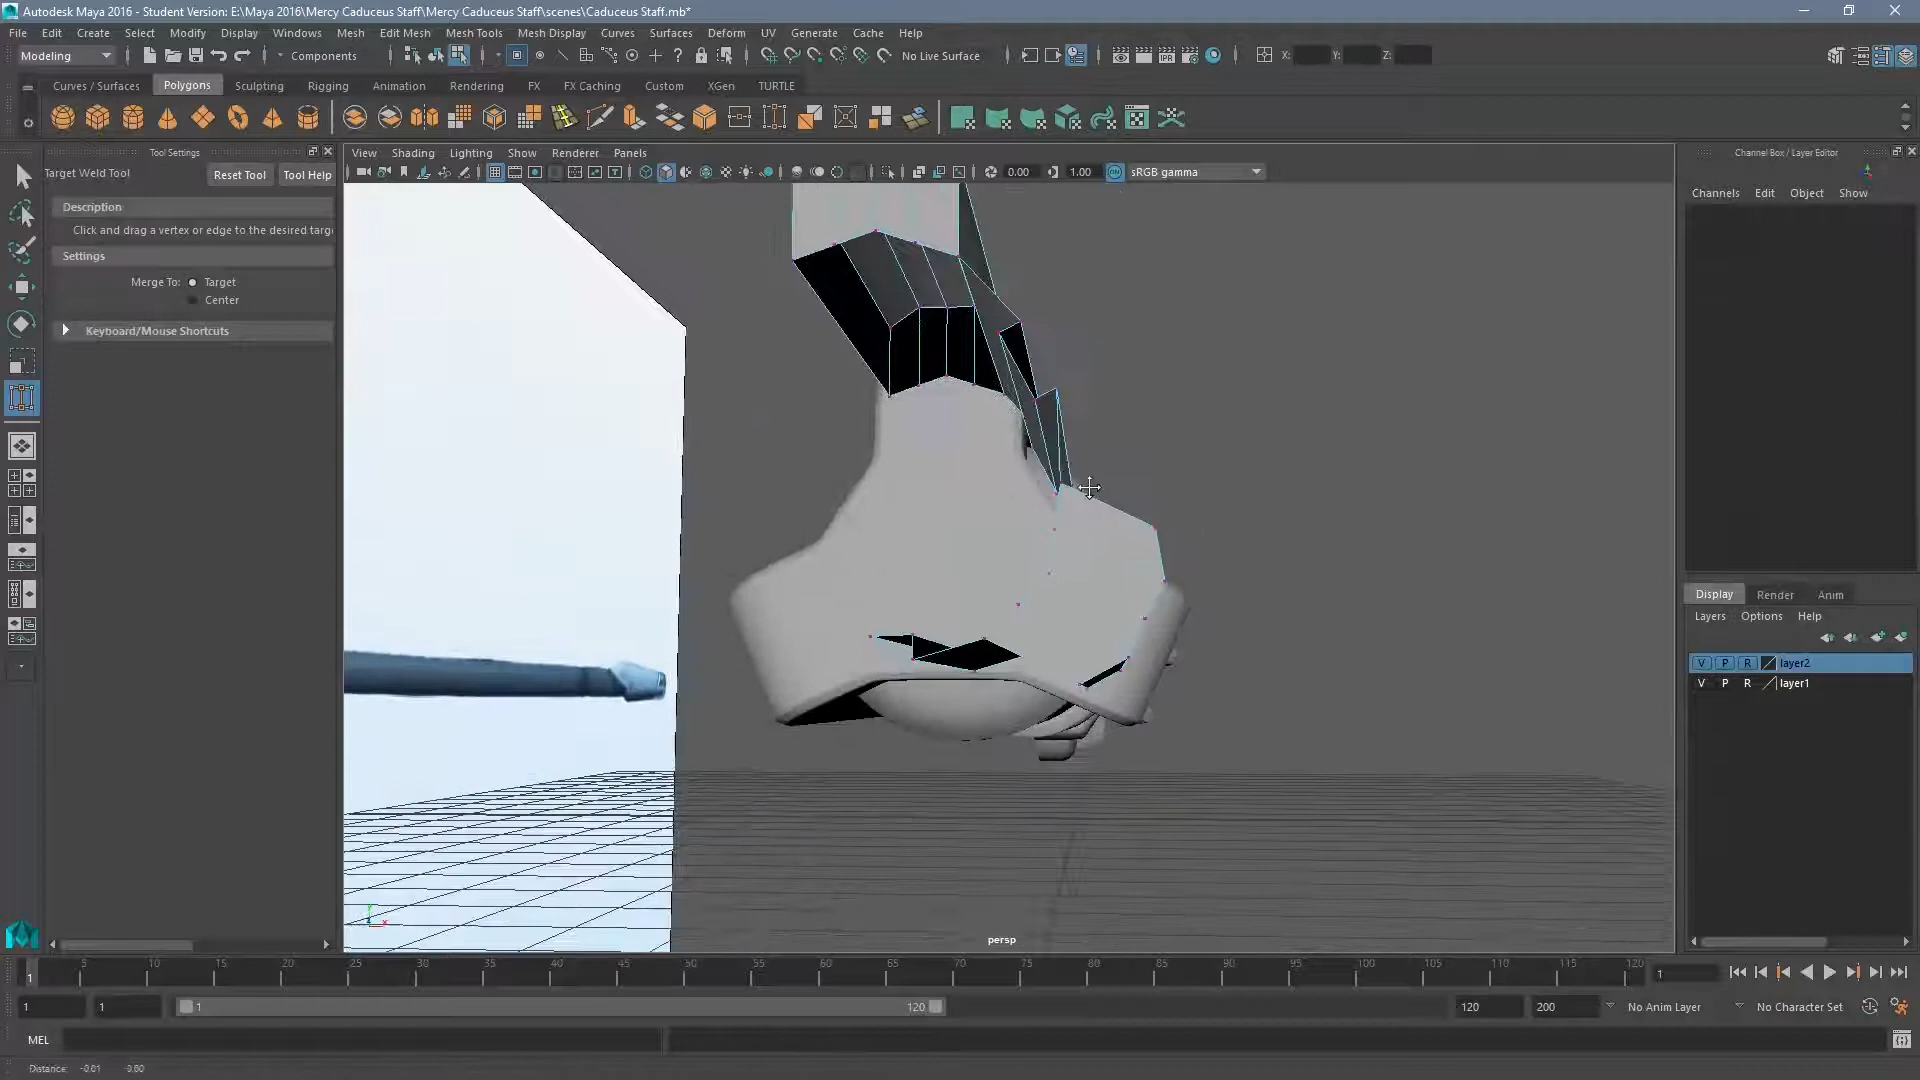 Autodesk Maya 2016 - Student Version: E:\Maya 2016\Mercy Caduceus Staff\Mercy Caduceus Staff\scenes\Caduceus Staff.mb*
File Edit Create Select Modify Display Windows Mesh Edit Mesh Mesh Tools Mesh Display Curves Surfaces Deform UV Generate Cache Help
Modeling Components No Live Surface X: Y: Z:
Curves / Surfaces Polygons Sculpting Rigging Animation Rendering FX FX Caching Custom XGen TURTLE
Tool Settings
Target Weld Tool Reset Tool Tool Help
Description
Click and drag a vertex or edge to the desired targ
Settings
Merge To: Target
Center
Keyboard/Mouse Shortcuts
View Shading Lighting Show Renderer Panels
0.00 1.00 ON sRGB gamma
persp
Channel Box / Layer Editor
Channels Edit Object Show
Display Render Anim
Layers Options Help
V P R layer2
V P R layer1
5 10 15 20 25 30 35 40 45 50 55 60 65 70 75 80 85 90 95 100 105 110 115 120
1 1
1 1 1 120 120 200 No Anim Layer No Character Set
MEL
Distance: -0.01 -0.80